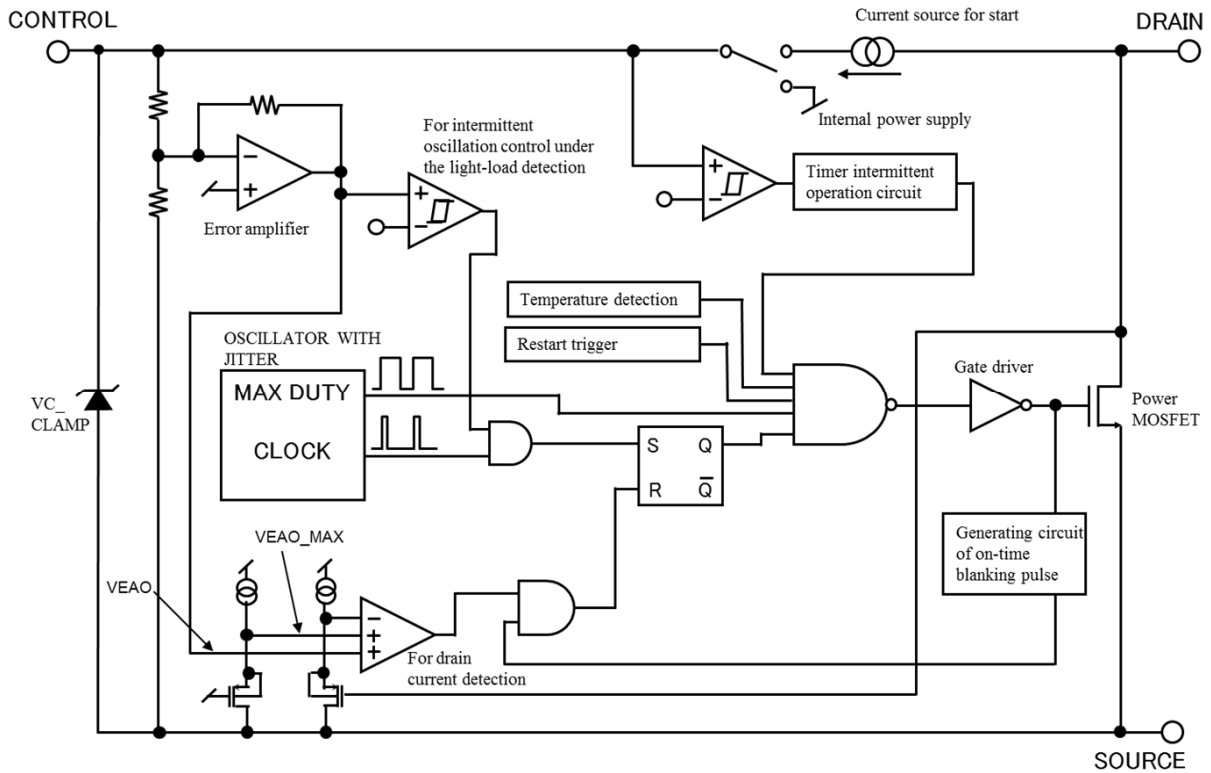 CONTROL
Current source for start
DRAIN
Internal power supply
For intermittent
oscillation control under
the light-load detection
−
+
Error amplifier
+
−
+
−
Timer intermittent
operation circuit
Temperature detection
Restart trigger
OSCILLATOR WITH
JITTER
MAX DUTY
CLOCK
Gate driver
Power
MOSFET
VC_
CLAMP
S Q
R Q̅
Generating circuit
of on-time
blanking pulse
VEAO_MAX
VEAO
−
+
+
For drain
current detection
SOURCE